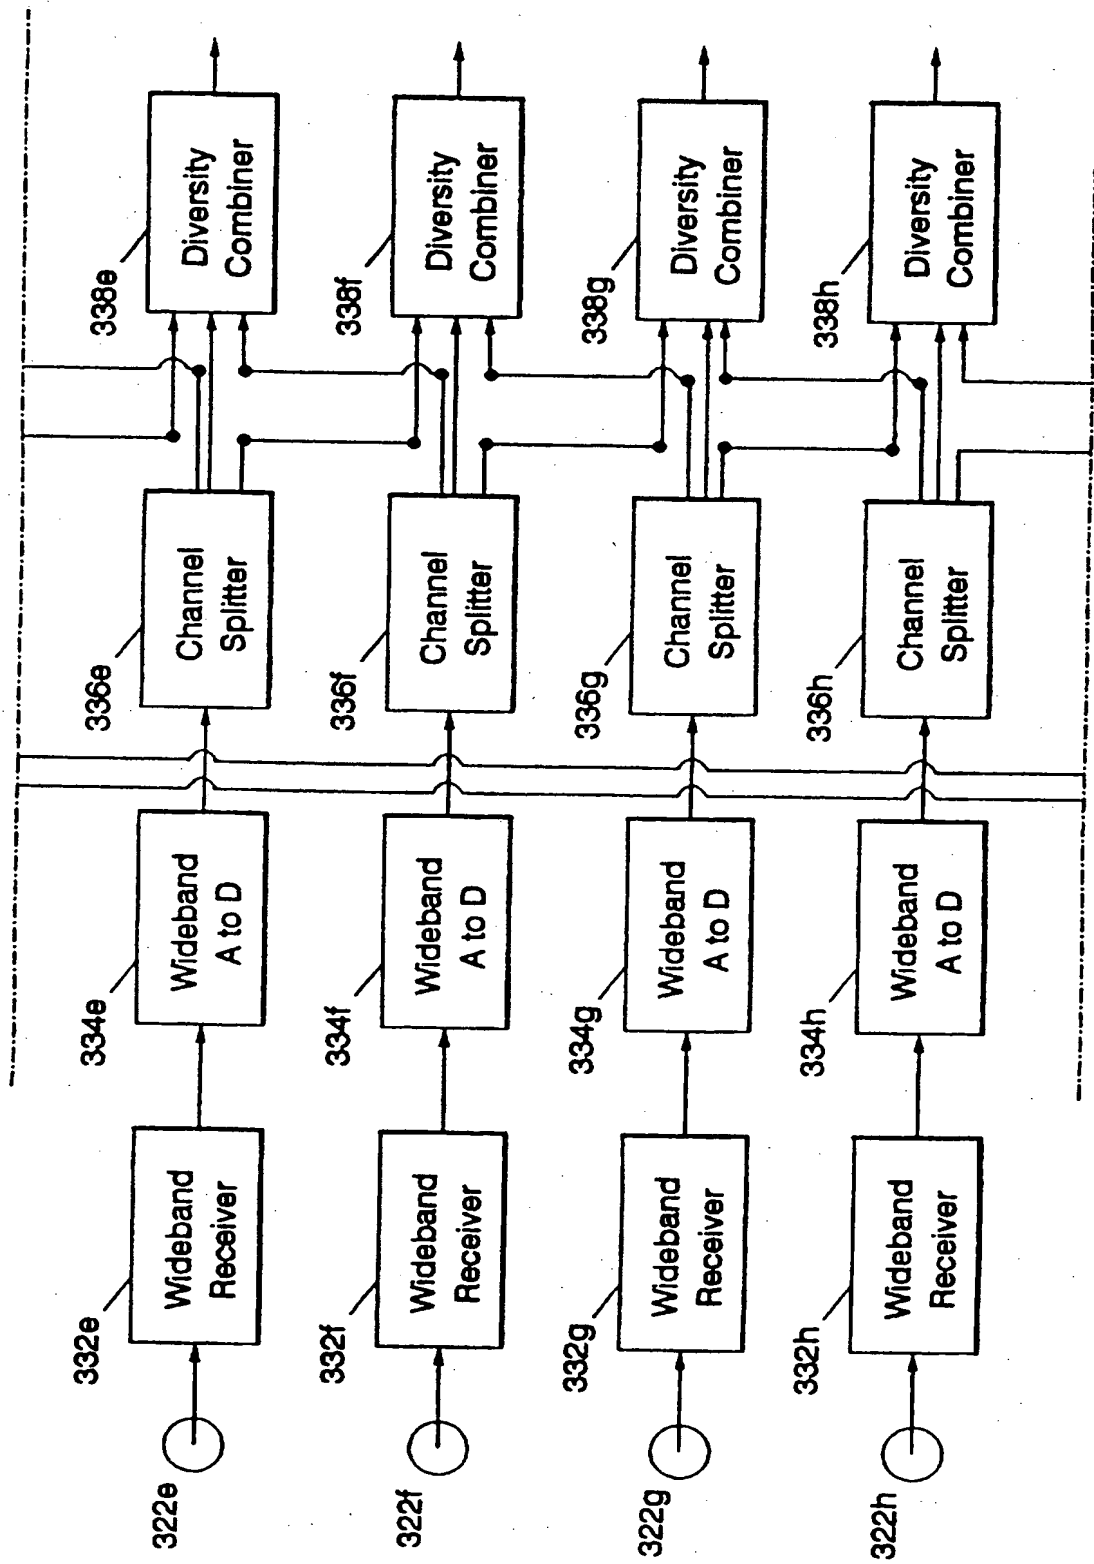 322e
332e
Wideband
Receiver
334e
Wideband
A to D
336e
Channel
Splitter
338e
Diversity
Combiner
322f
332f
Wideband
Receiver
334f
Wideband
A to D
336f
Channel
Splitter
338f
Diversity
Combiner
322g
332g
Wideband
Receiver
334g
Wideband
A to D
336g
Channel
Splitter
338g
Diversity
Combiner
322h
332h
Wideband
Receiver
334h
Wideband
A to D
336h
Channel
Splitter
338h
Diversity
Combiner